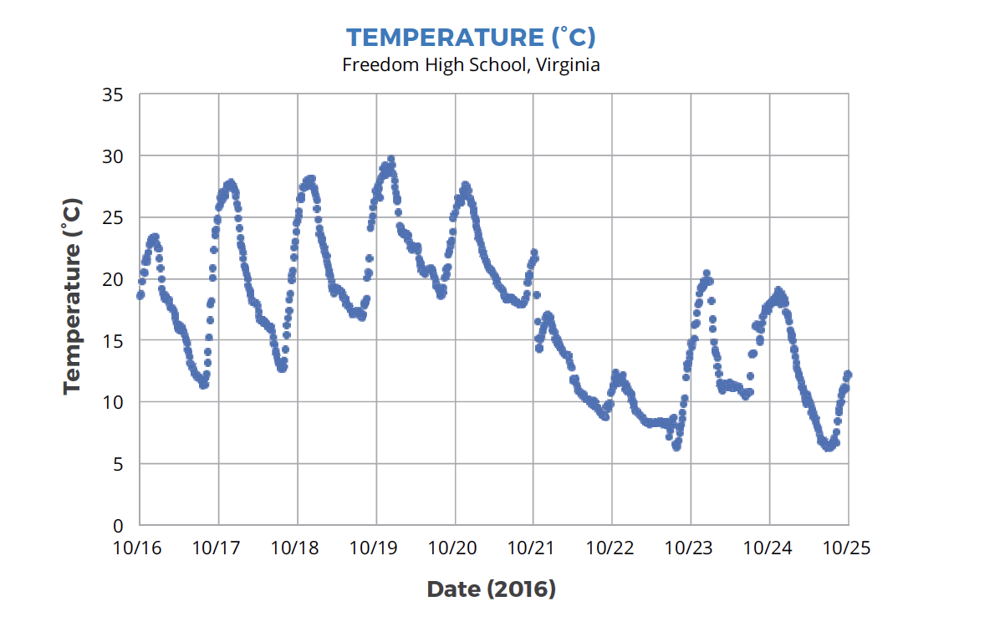 TEMPERATURE (˚C)
Freedom High School, Virginia
35
30
25
20
15
10
5
0
Temperature (˚C)
10/16 10/17 10/18 10/19 10/20 10/21 10/22 10/23 10/24 10/25
Date (2016)